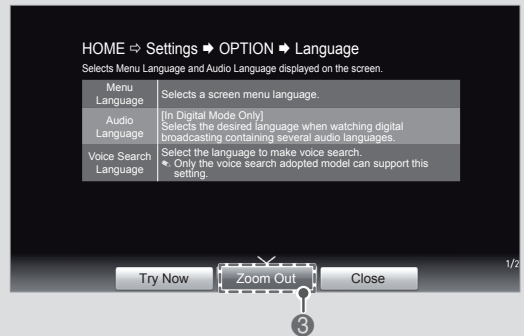 HOME ⇨ Settings ➡ OPTION ➡ Language
Selects Menu Language and Audio Language displayed on the screen.
Menu
Language
Selects a screen menu language.
Audio
Language
[In Digital Mode Only]
Selects the desired language when watching digital
broadcasting containing several audio languages.
Voice Search
Language
Select the language to make voice search.
Only the voice search adopted model can support this
setting.
1/2
Try Now
Zoom Out
Close
3